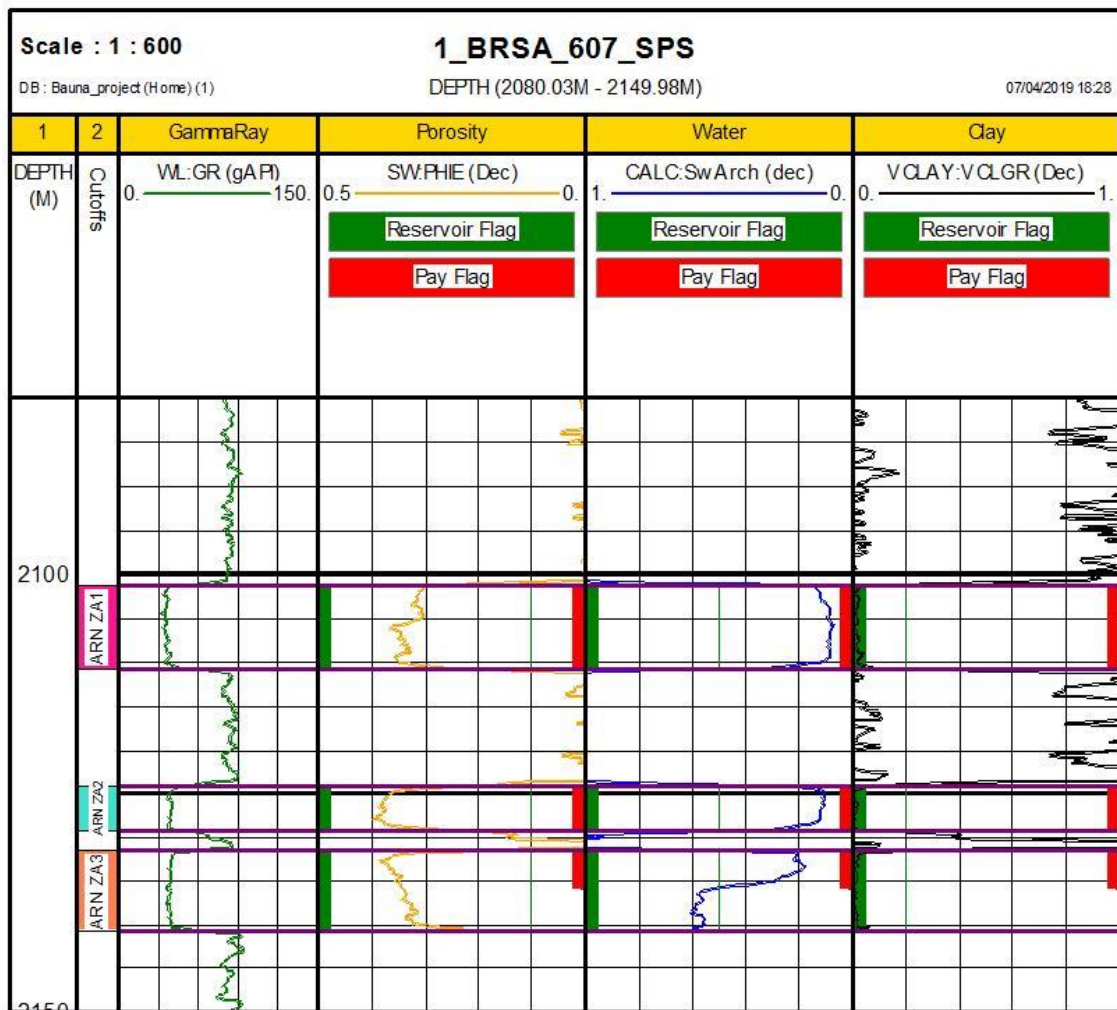 Scale : 1 : 600
1_BRSA_607_SPS
DB : Bauna_project (Home) (1)
DEPTH (2080.03M - 2149.98M)
07/04/2019 18:28
1 2 GammaRay Porosity Water Clay
DEPTH (M)
Cutoffs
WL:GR (gAPI)
0. 150.
SW:PHIE (Dec)
0.5 0.
Reservoir Flag
Pay Flag
CALC:SwArch (dec)
1. 0.
Reservoir Flag
Pay Flag
VCLAY:VCLGR (Dec)
0. 1.
Reservoir Flag
Pay Flag
2100
ARN ZA1
ARN ZA2
ARN ZA3
2150